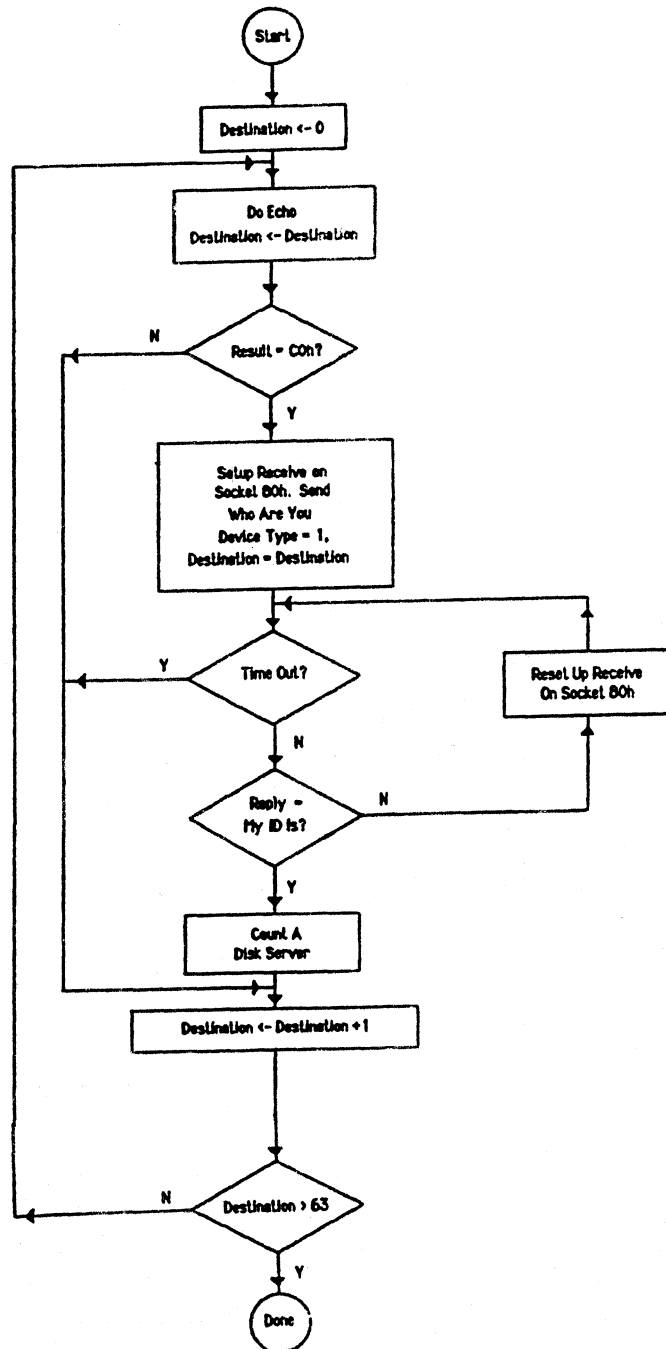 Start
Destination <- 0
Do Echo
Destination <- Destination
N
Result = C0h?
Y
Setup Receive on
Socket 80h. Send
Who Are You
Device Type = 1,
Destination = Destination
Y
Time Out?
Reset Up Receive
On Socket 80h
N
Reply =
My ID Is?
N
Y
Count A
Disk Server
Destination <- Destination +1
N
Destination > 63
Y
Done